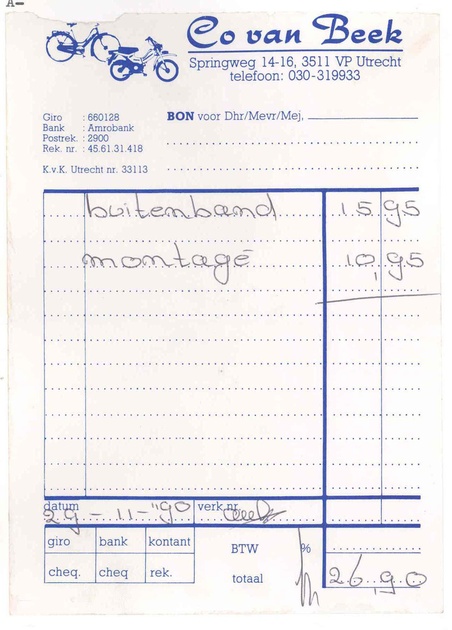 A-
Co van Beek
Springweg 14-16, 3511 VP Utrecht
telefoon: 030-319933
Giro : 660128
Bank : Amrobank
Postrek. : 2900
Rek. nr. : 45.61.31.418
K.v.K. Utrecht nr. 33113
BON voor Dhr/Mevr/Mej,
buitenband 15 95
montagé 10,95
datum 29-11-'90 verk.nr.
giro bank kontant
cheq. cheq rek.
BTW %
totaal 26,90